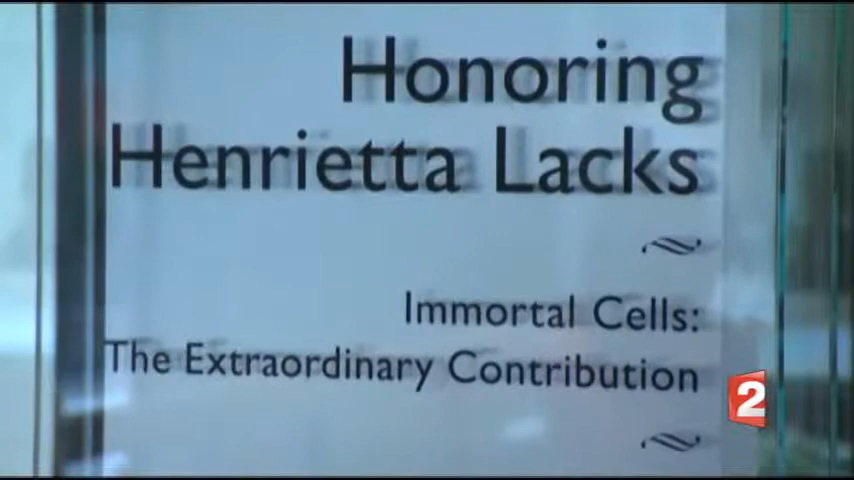 Honoring
Henrietta Lacks
Immortal Cells:
The Extraordinary Contribution
2